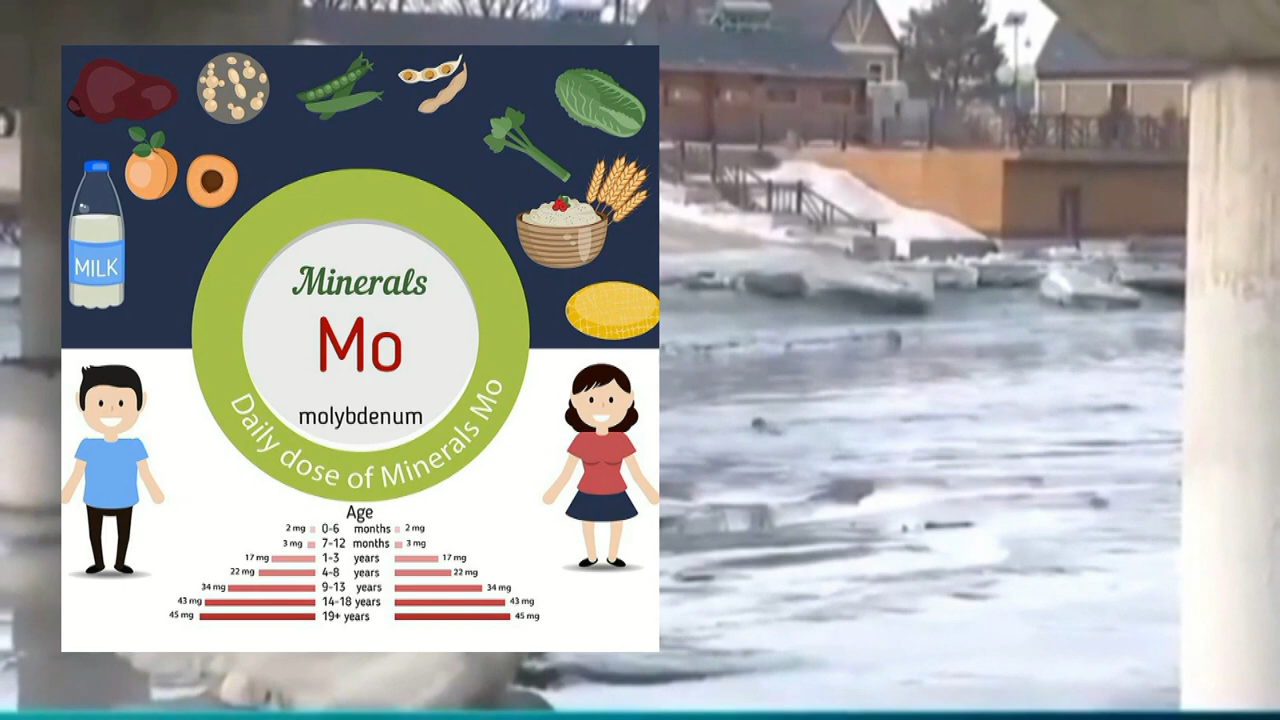 MILK
Minerals
Mo
molybdenum
Daily dose of Minerals Mo
Age
2 mg 0-6 months 2 mg
3 mg 7-12 months 3 mg
17 mg 1-3 years 17 mg
22 mg 4-8 years 22 mg
34 mg 9-13 years 34 mg
43 mg 14-18 years 43 mg
45 mg 19+ years 45 mg